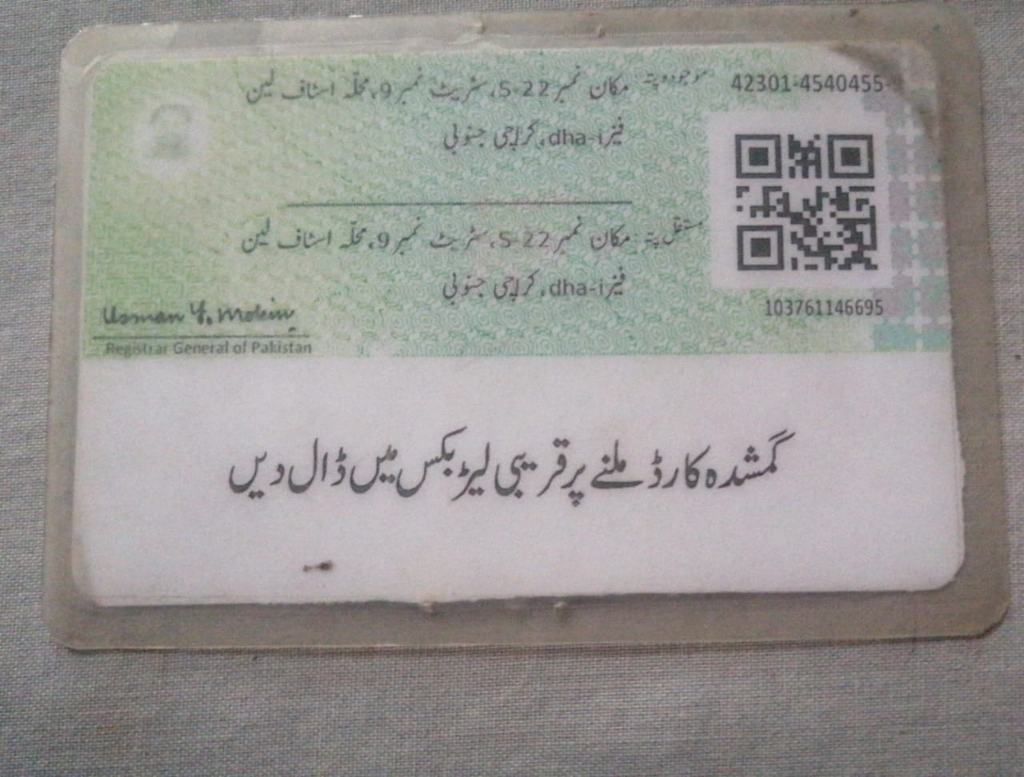 42301-4540455-
موجودہ پتہ مکان نمبر S-22، سٹریٹ نمبر 9، محلّہ اسٹاف لین
فیز dha-i، کراچی جنوبی
مستقل پتہ مکان نمبر S-22، سٹریٹ نمبر 9، محلّہ اسٹاف لین
فیز dha-i، کراچی جنوبی
103761146695
Usman Y. Mobin
Registrar General of Pakistan
گمشدہ کارڈ ملنے پر قریبی لیٹر بکس میں ڈال دیں